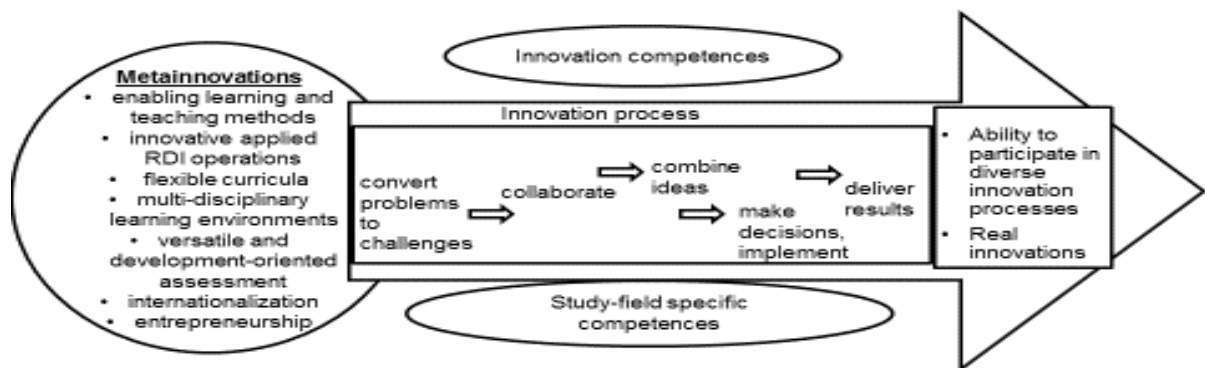 Innovation competences
Metainnovations
• enabling learning and
teaching methods
• innovative applied
RDI operations
• flexible curricula
• multi-disciplinary
learning environments
• versatile and
development-oriented
assessment
• internationalization
• entrepreneurship
Innovation process
convert
problems
to
challenges
collaborate
combine
ideas
make
decisions,
implement
deliver
results
• Ability to
participate in
diverse
innovation
processes
• Real
innovations
Study-field specific
competences